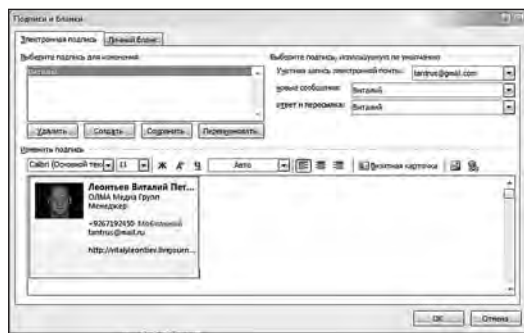 Подписи и бланки
Электронная подпись Личный бланк
Выберите подпись для изменения
Виталий
Удалить Создать Сохранить Переименовать
Выберите подпись, используемую по умолчанию
Учетная запись электронной почты: tantrus@gmail.com
новые сообщения: Виталий
ответ и пересылка: Виталий
Изменить подпись
Calibri (Основной тек 11 Ж К Ч Авто Визитная карточка
Леонтьев Виталий Пет...
ОЛМА Медиа Групп
Менеджер
+9267192450 Мобильный
tantrus@mail.ru
http://vitalyleontiev.livejourn...
ОК Отмена